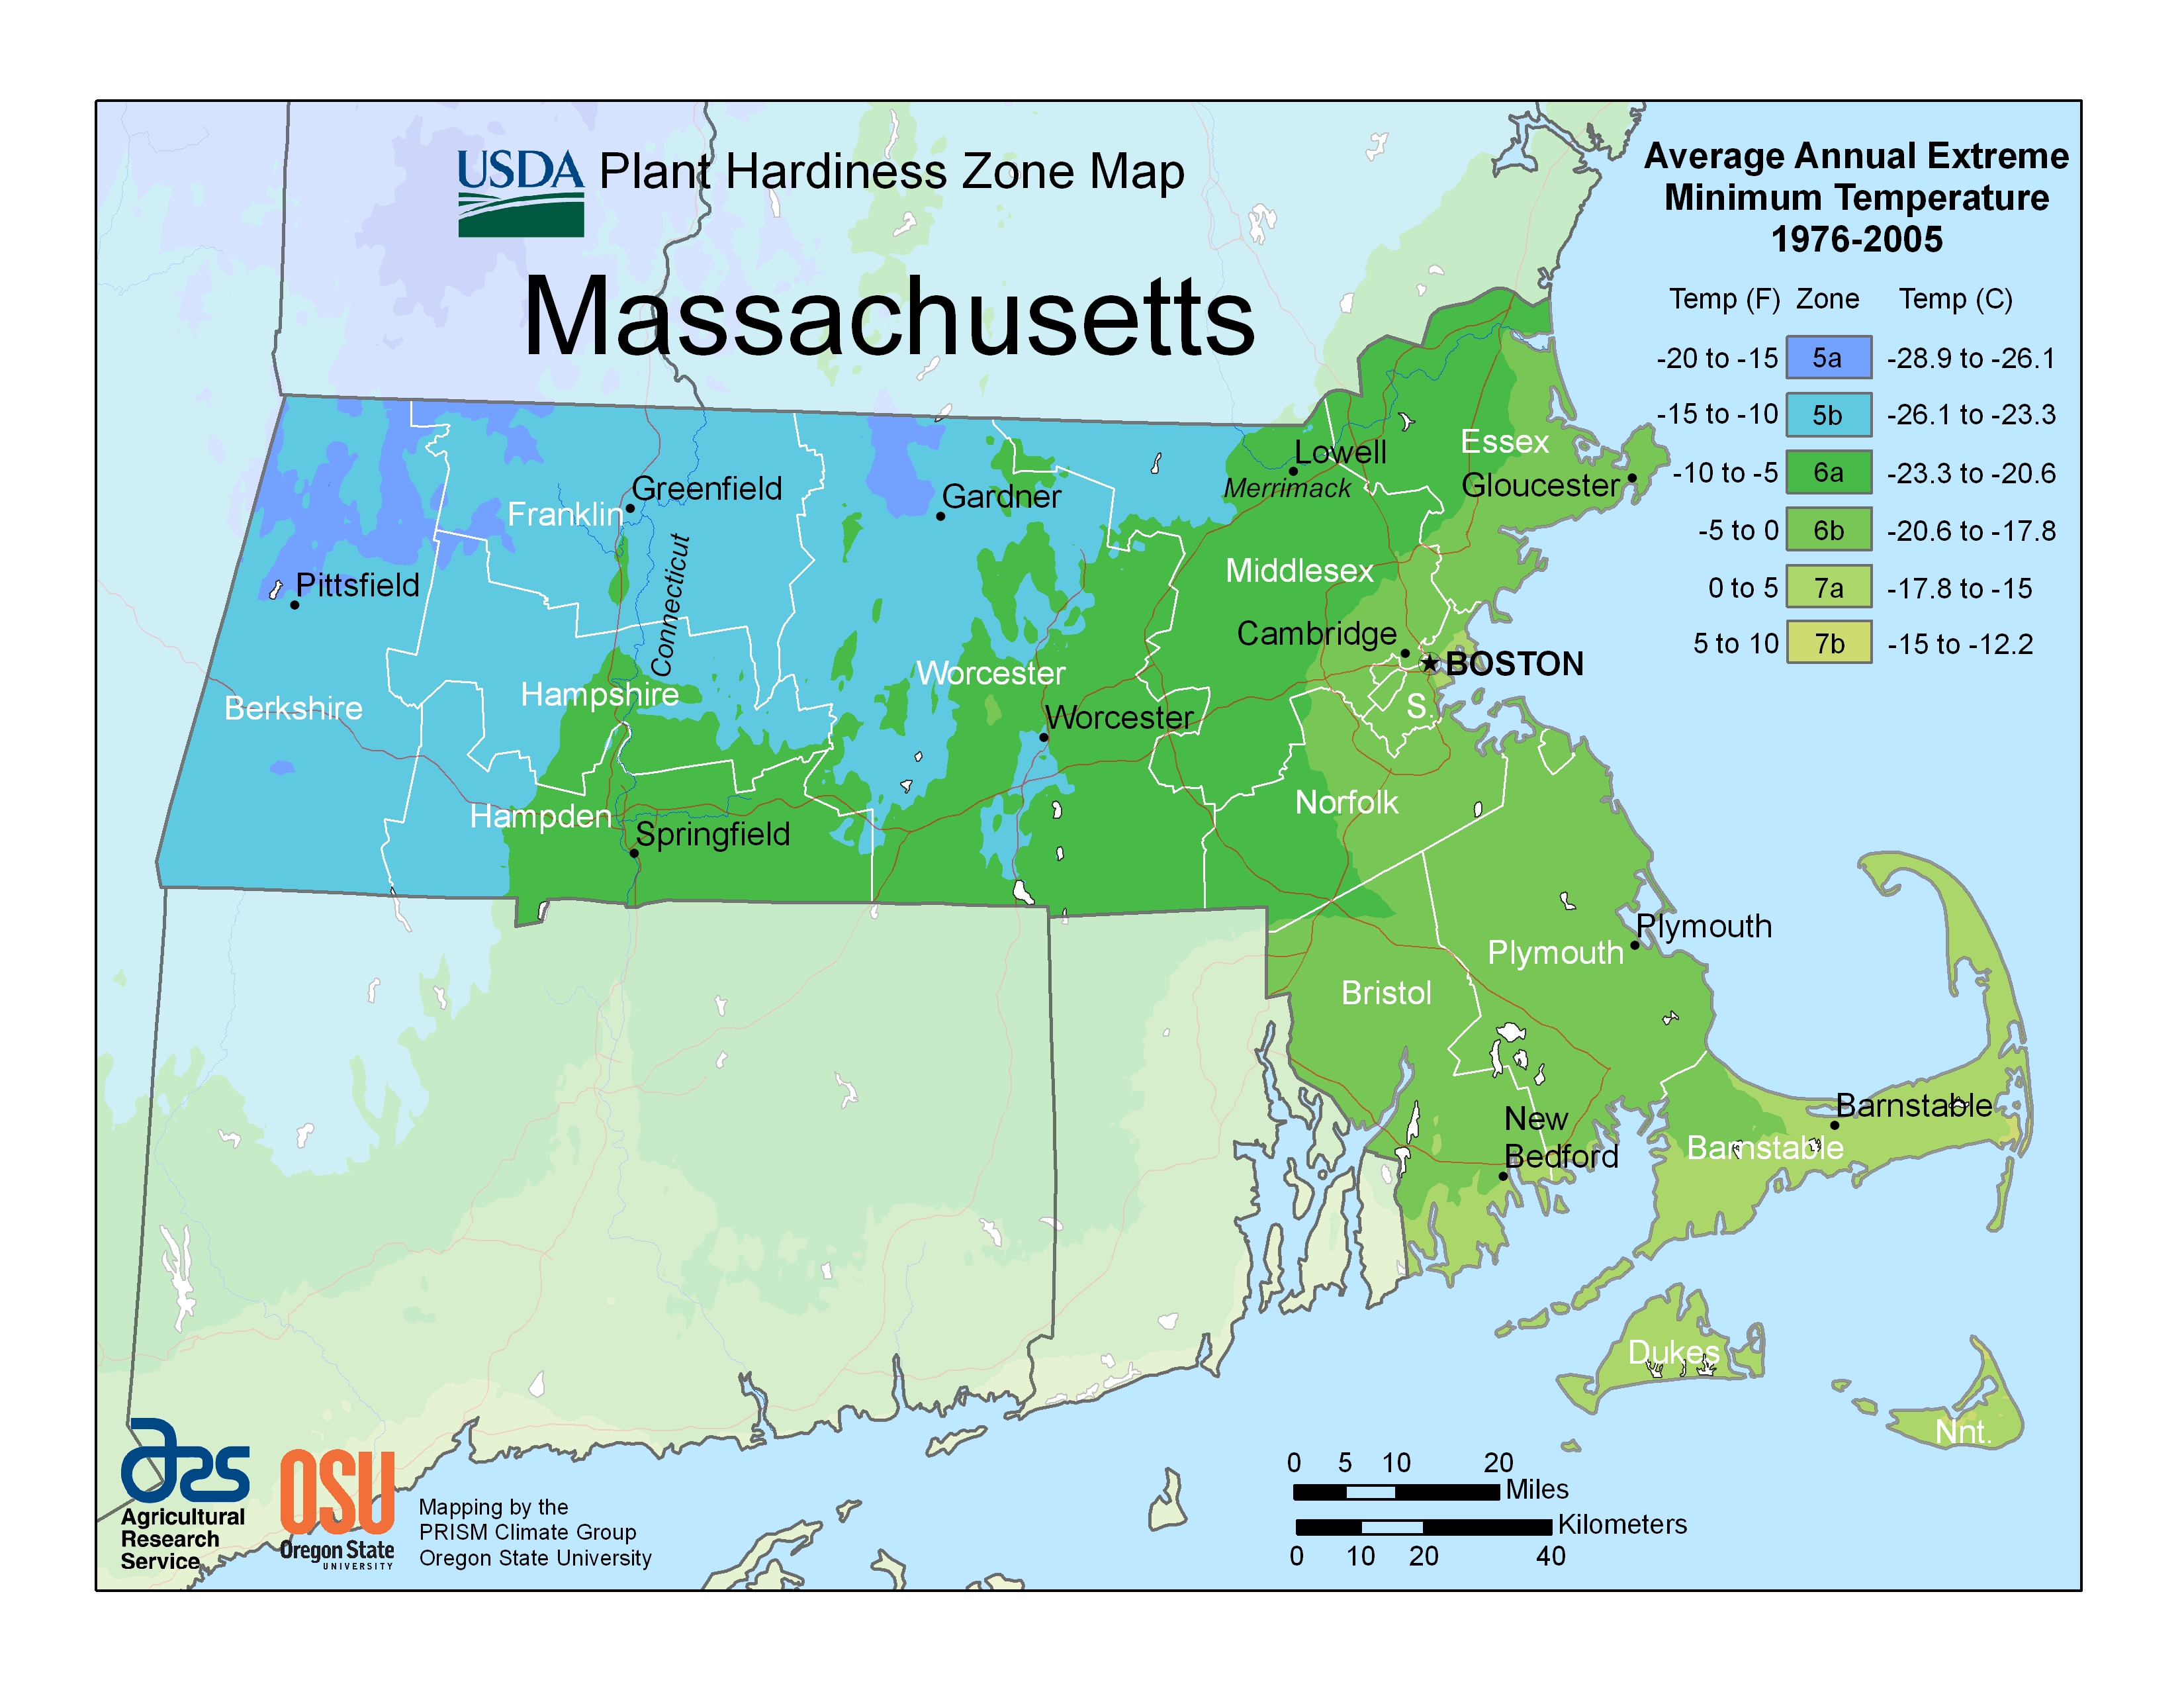 USDA Plant Hardiness Zone Map
Massachusetts
Average Annual Extreme
Minimum Temperature
1976-2005
Temp (F) Zone Temp (C)
-20 to -15 5a -28.9 to -26.1
-15 to -10 5b -26.1 to -23.3
-10 to -5 6a -23.3 to -20.6
-5 to 0 6b -20.6 to -17.8
0 to 5 7a -17.8 to -15
5 to 10 7b -15 to -12.2
Essex
Lowell
Gloucester
Merrimack
Greenfield
Gardner
Franklin
Connecticut
Middlesex
Pittsfield
Cambridge
BOSTON
Worcester
Hampshire
Berkshire
S.
Worcester
Norfolk
Hampden
Springfield
Plymouth
Plymouth
Bristol
Barnstable
New
Bedford
Barnstable
Dukes
Nnt.
ars
Agricultural
Research
Service
OSU
Oregon State
UNIVERSITY
Mapping by the
PRISM Climate Group
Oregon State University
0 5 10 20
Miles
Kilometers
0 10 20 40